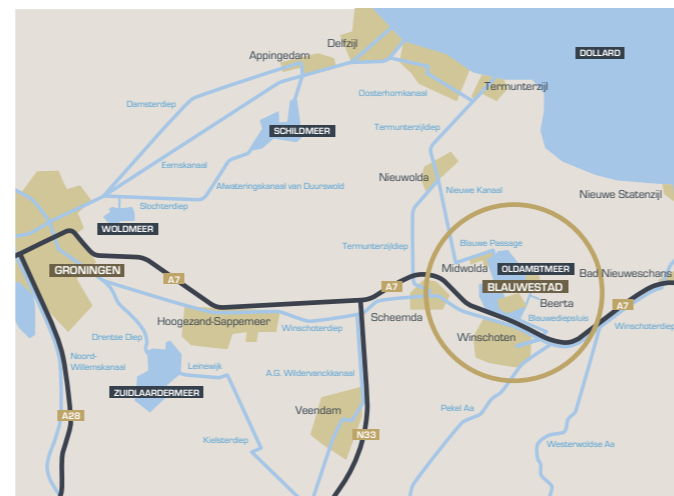 Delfzijl
DOLLARD
Appingedam
Oosterhornkanaal
Termunterzijl
Damsterdiep
Termunterzijldiep
SCHILDMEER
Eemskanaal
Nieuwolda
Afwateringskanaal van Duurswold
Nieuwe Kanaal
Nieuwe Statenzijl
Slochterdiep
WOLDMEER
Termunterzijldiep
Blauwe Passage
GRONINGEN
Midwolda
OLDAMBTMEER
Bad Nieuweschans
A7
A7
BLAUWESTAD
Beerta
A7
Scheemda
Blauwediepsluis
Hoogezand-Sappemeer
Winschoterdiep
Winschoterdiep
Drentse Diep
Winschoten
Noord-
Willemskanaal
Leinewijk
A.G. Wildervanckkanaal
ZUIDLAARDERMEER
Veendam
Pekel Aa
A28
N33
Kielsterdiep
Westerwoldse Aa